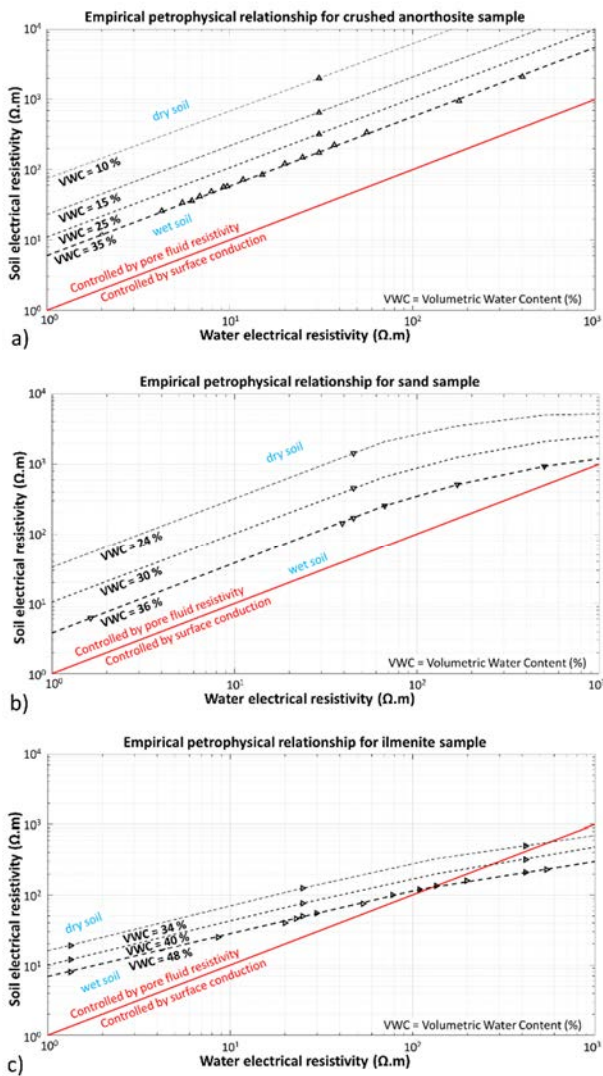 Empirical petrophysical relationship for crushed anorthosite sample
Soil electrical resistivity (Ω.m)
10⁴
10³
10²
10¹
10⁰
dry soil
VWC = 10 %
VWC = 15 %
VWC = 25 %
VWC = 35 %
wet soil
Controlled by pore fluid resistivity
Controlled by surface conduction
VWC = Volumetric Water Content (%)
10⁰ 10¹ 10² 10³
Water electrical resistivity (Ω.m)
a)
Empirical petrophysical relationship for sand sample
Soil electrical resistivity (Ω.m)
10⁴
10³
10²
10¹
10⁰
dry soil
VWC = 24 %
VWC = 30 %
VWC = 36 %
wet soil
Controlled by pore fluid resistivity
Controlled by surface conduction
VWC = Volumetric Water Content (%)
10⁰ 10¹ 10² 10³
Water electrical resistivity (Ω.m)
b)
Empirical petrophysical relationship for ilmenite sample
Soil electrical resistivity (Ω.m)
10⁴
10³
10²
10¹
10⁰
dry soil
VWC = 34 %
VWC = 40 %
VWC = 48 %
wet soil
Controlled by pore fluid resistivity
Controlled by surface conduction
VWC = Volumetric Water Content (%)
10⁰ 10¹ 10² 10³
Water electrical resistivity (Ω.m)
c)